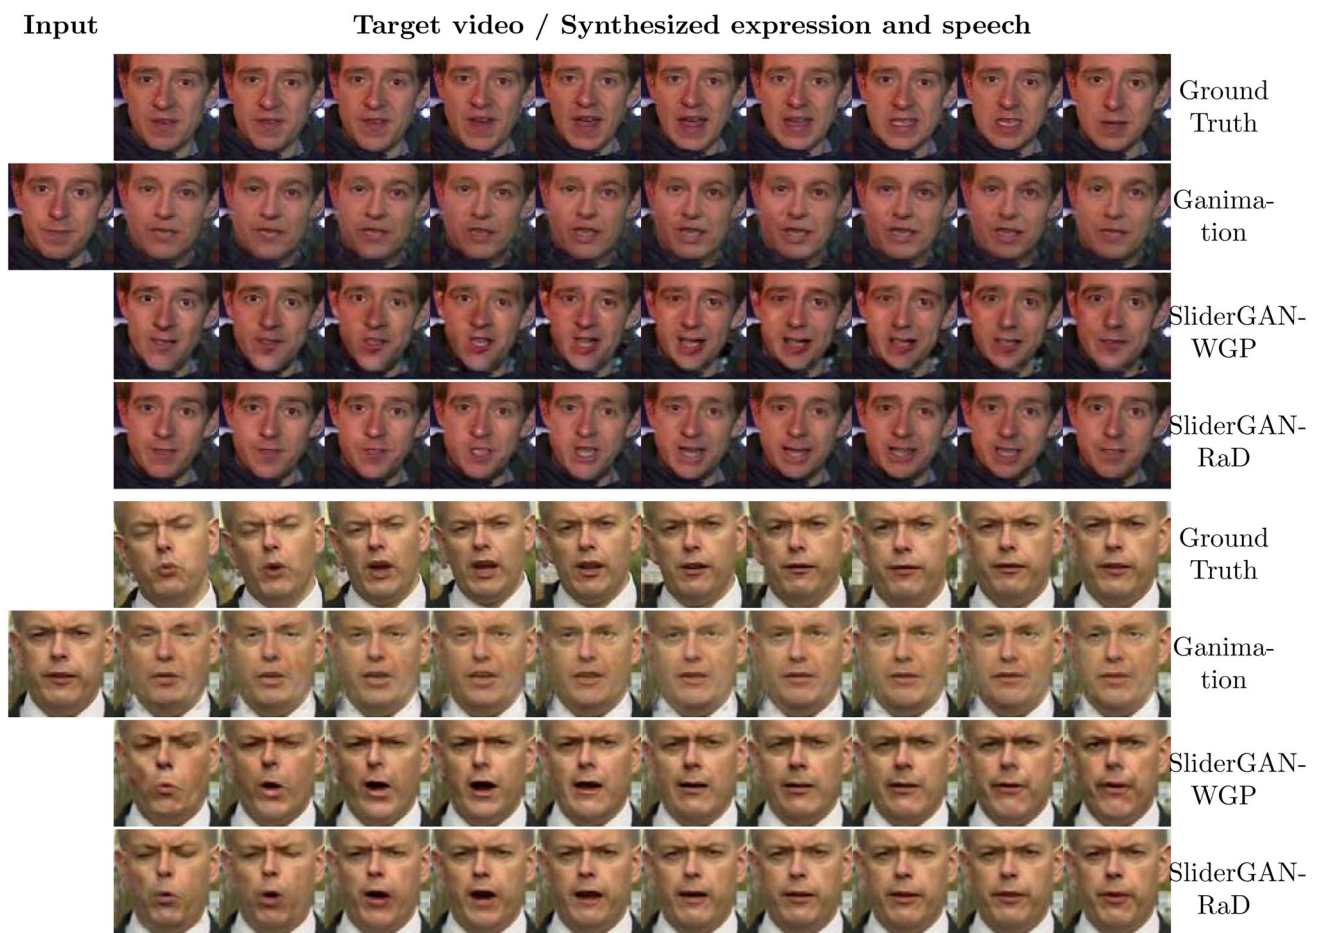 Input
Target video / Synthesized expression and speech
Ground
Truth
Ganima-
tion
SliderGAN-
WGP
SliderGAN-
RaD
Ground
Truth
Ganima-
tion
SliderGAN-
WGP
SliderGAN-
RaD